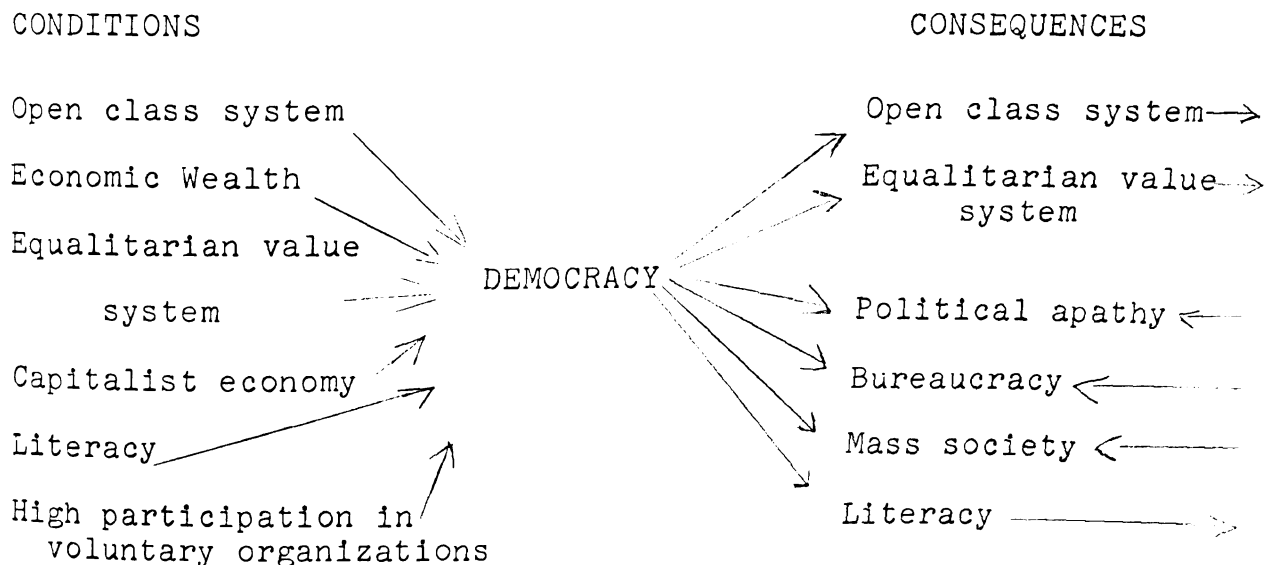 CONDITIONS
CONSEQUENCES
Open class system
Economic Wealth
Equalitarian value
system
Capitalist economy
Literacy
High participation in
voluntary organizations
DEMOCRACY
Open class system
Equalitarian value
system
Political apathy
Bureaucracy
Mass society
Literacy